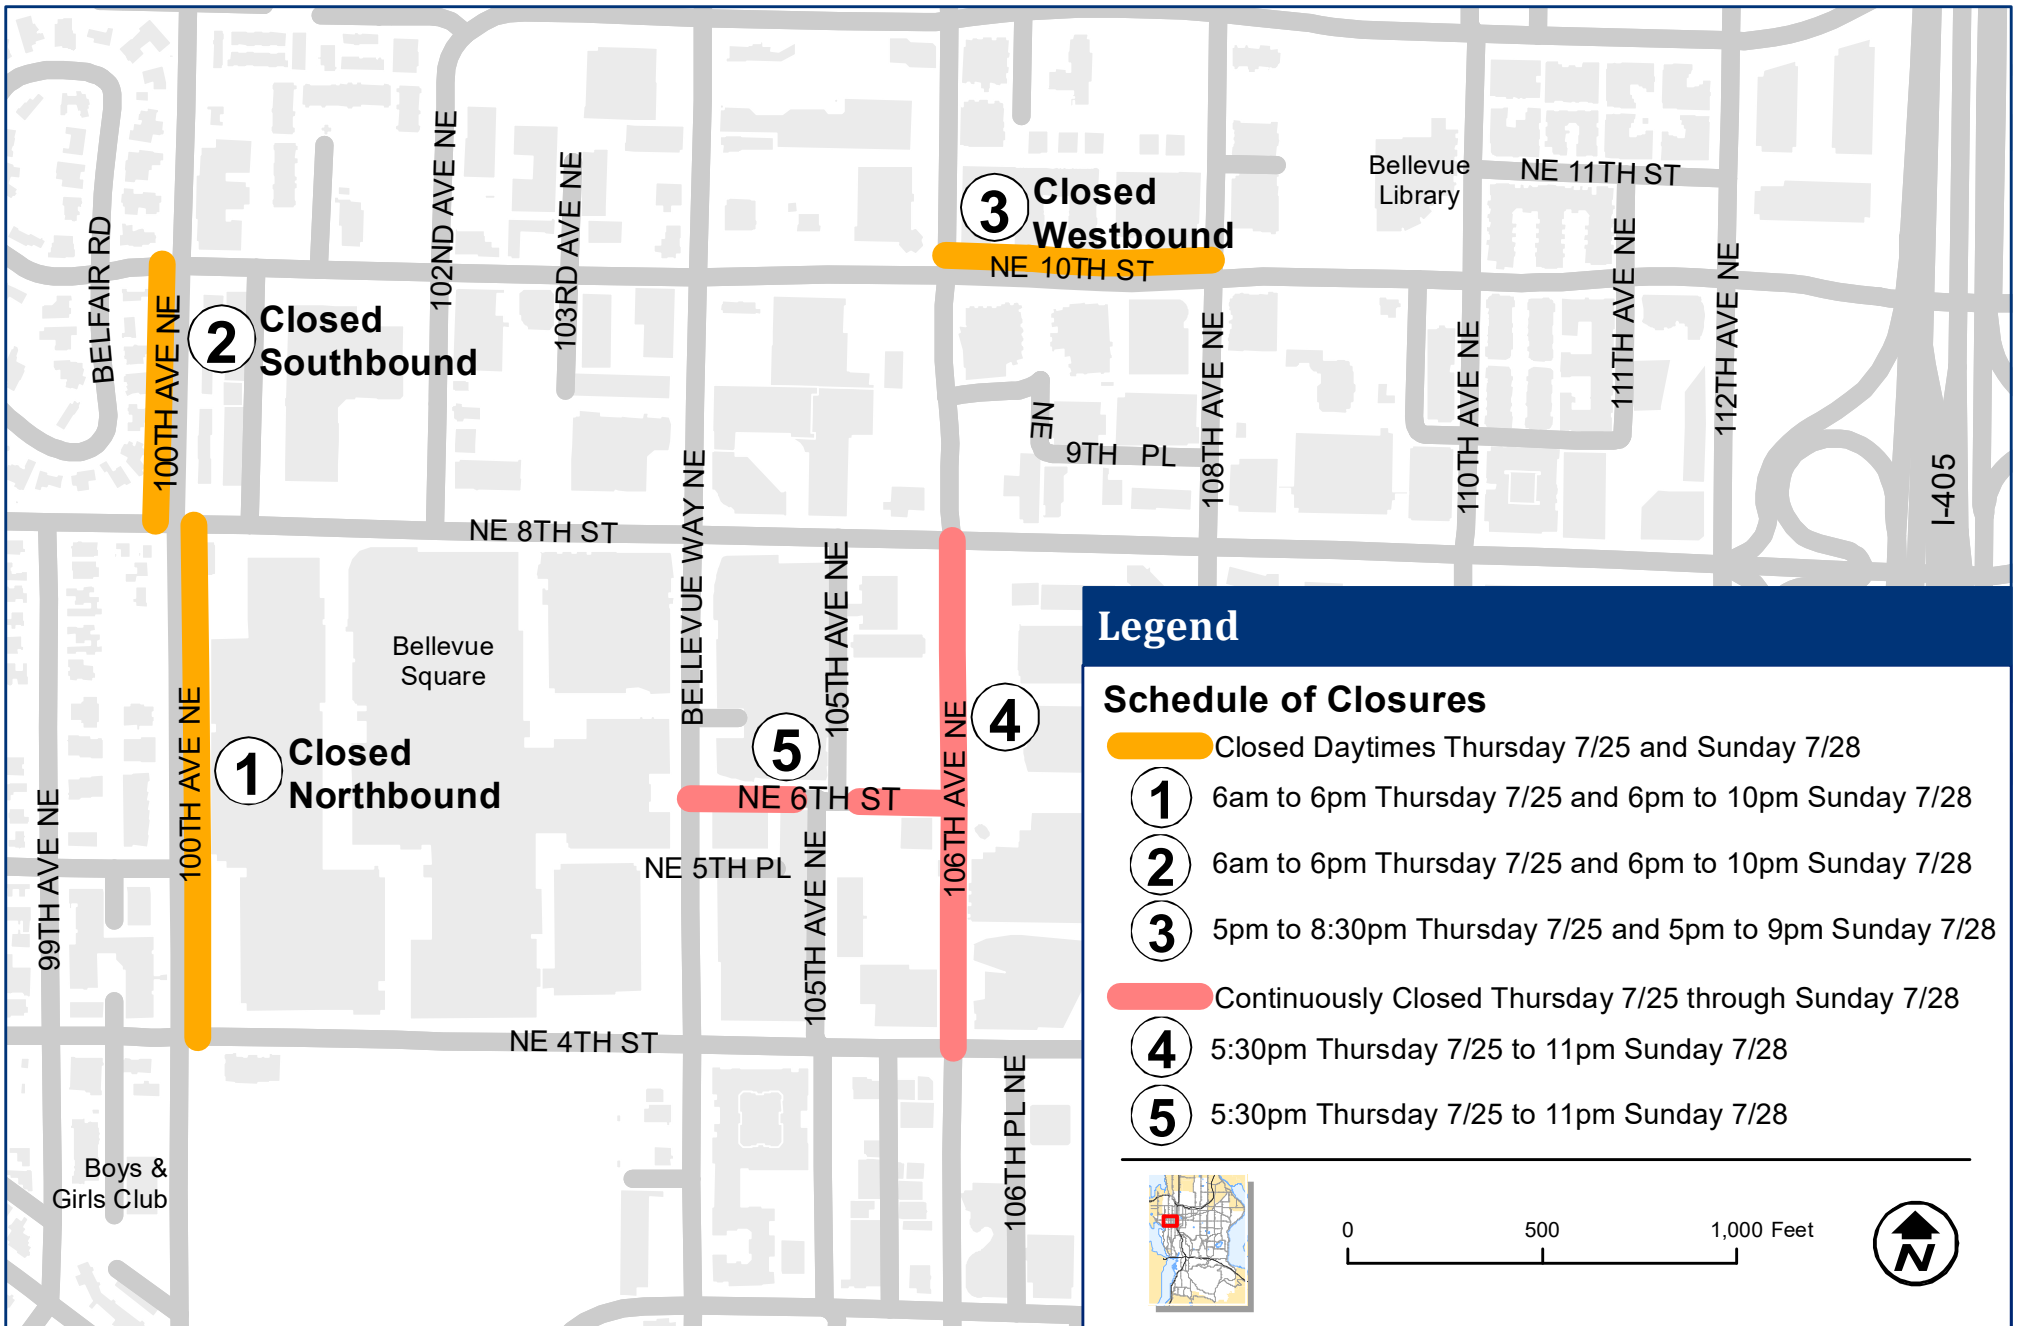 BELFAIR RD
100TH AVE NE
2
Closed
Southbound
102ND AVE NE
103RD AVE NE
3
Closed
Westbound
NE 10TH ST
Bellevue
Library
NE 11TH ST
111TH AVE NE
112TH AVE NE
110TH AVE NE
108TH AVE NE
NE
9TH PL
I-405
NE 8TH ST
BELLEVUE WAY NE
105TH AVE NE
Bellevue
Square
100TH AVE NE
1
Closed
Northbound
5
NE 6TH ST
4
106TH AVE NE
99TH AVE NE
NE 5TH PL
105TH AVE NE
NE 4TH ST
106TH PL NE
Boys &
Girls Club
Legend
Schedule of Closures
Closed Daytimes Thursday 7/25 and Sunday 7/28
1 6am to 6pm Thursday 7/25 and 6pm to 10pm Sunday 7/28
2 6am to 6pm Thursday 7/25 and 6pm to 10pm Sunday 7/28
3 5pm to 8:30pm Thursday 7/25 and 5pm to 9pm Sunday 7/28
Continuously Closed Thursday 7/25 through Sunday 7/28
4 5:30pm Thursday 7/25 to 11pm Sunday 7/28
5 5:30pm Thursday 7/25 to 11pm Sunday 7/28
0 500 1,000 Feet
N